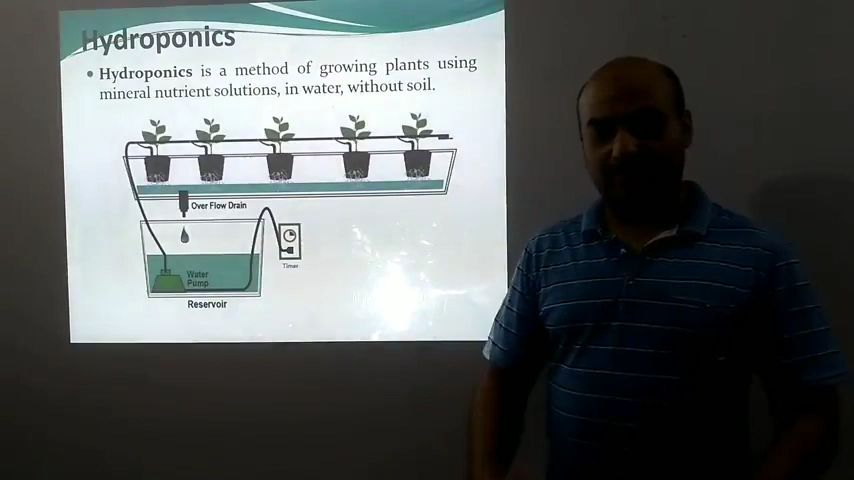 Hydroponics
• Hydroponics is a method of growing plants using
mineral nutrient solutions, in water, without soil.
Over Flow Drain
Timer
Water
Pump
Reservoir